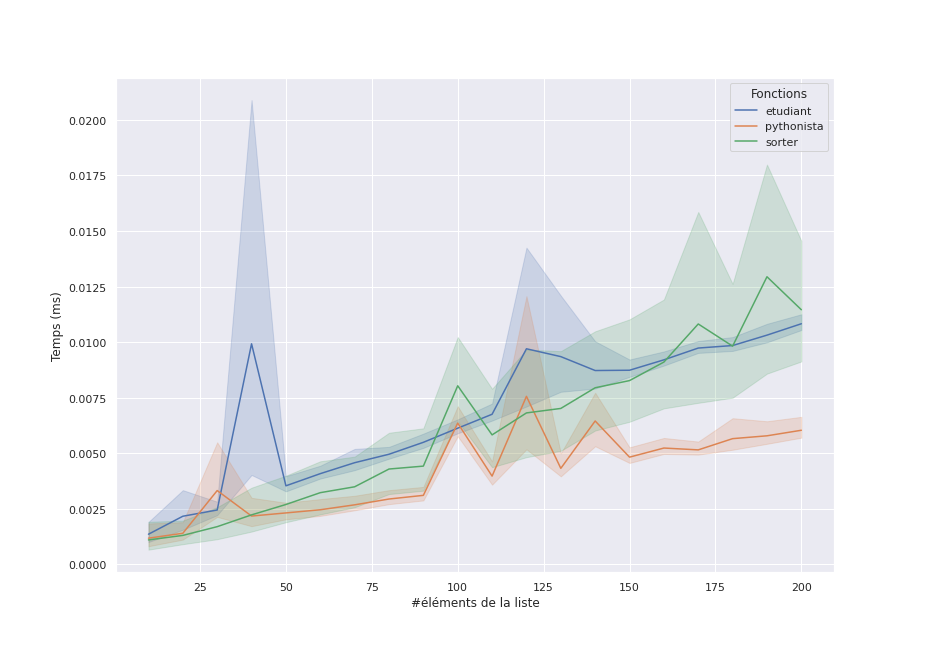 Fonctions
etudiant
pythonista
sorter
0.0200
0.0175
0.0150
0.0125
0.0100
0.0075
0.0050
0.0025
0.0000
Temps (ms)
25 50 75 100 125 150 175 200
#éléments de la liste